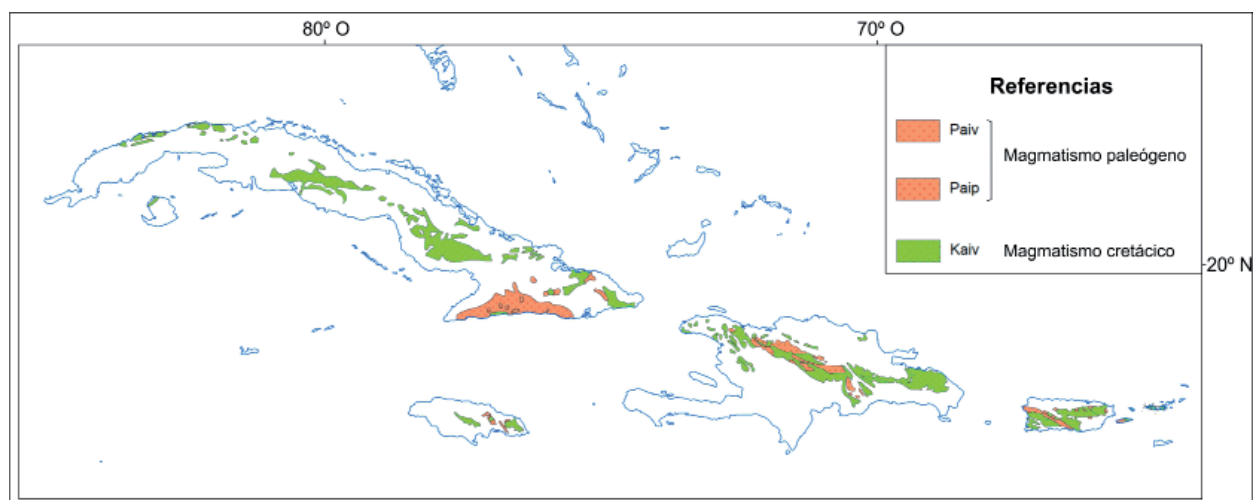 80º O
70º O
Referencias
Paiv
Magmatismo paleógeno
Paip
Kaiv Magmatismo cretácico
20º N